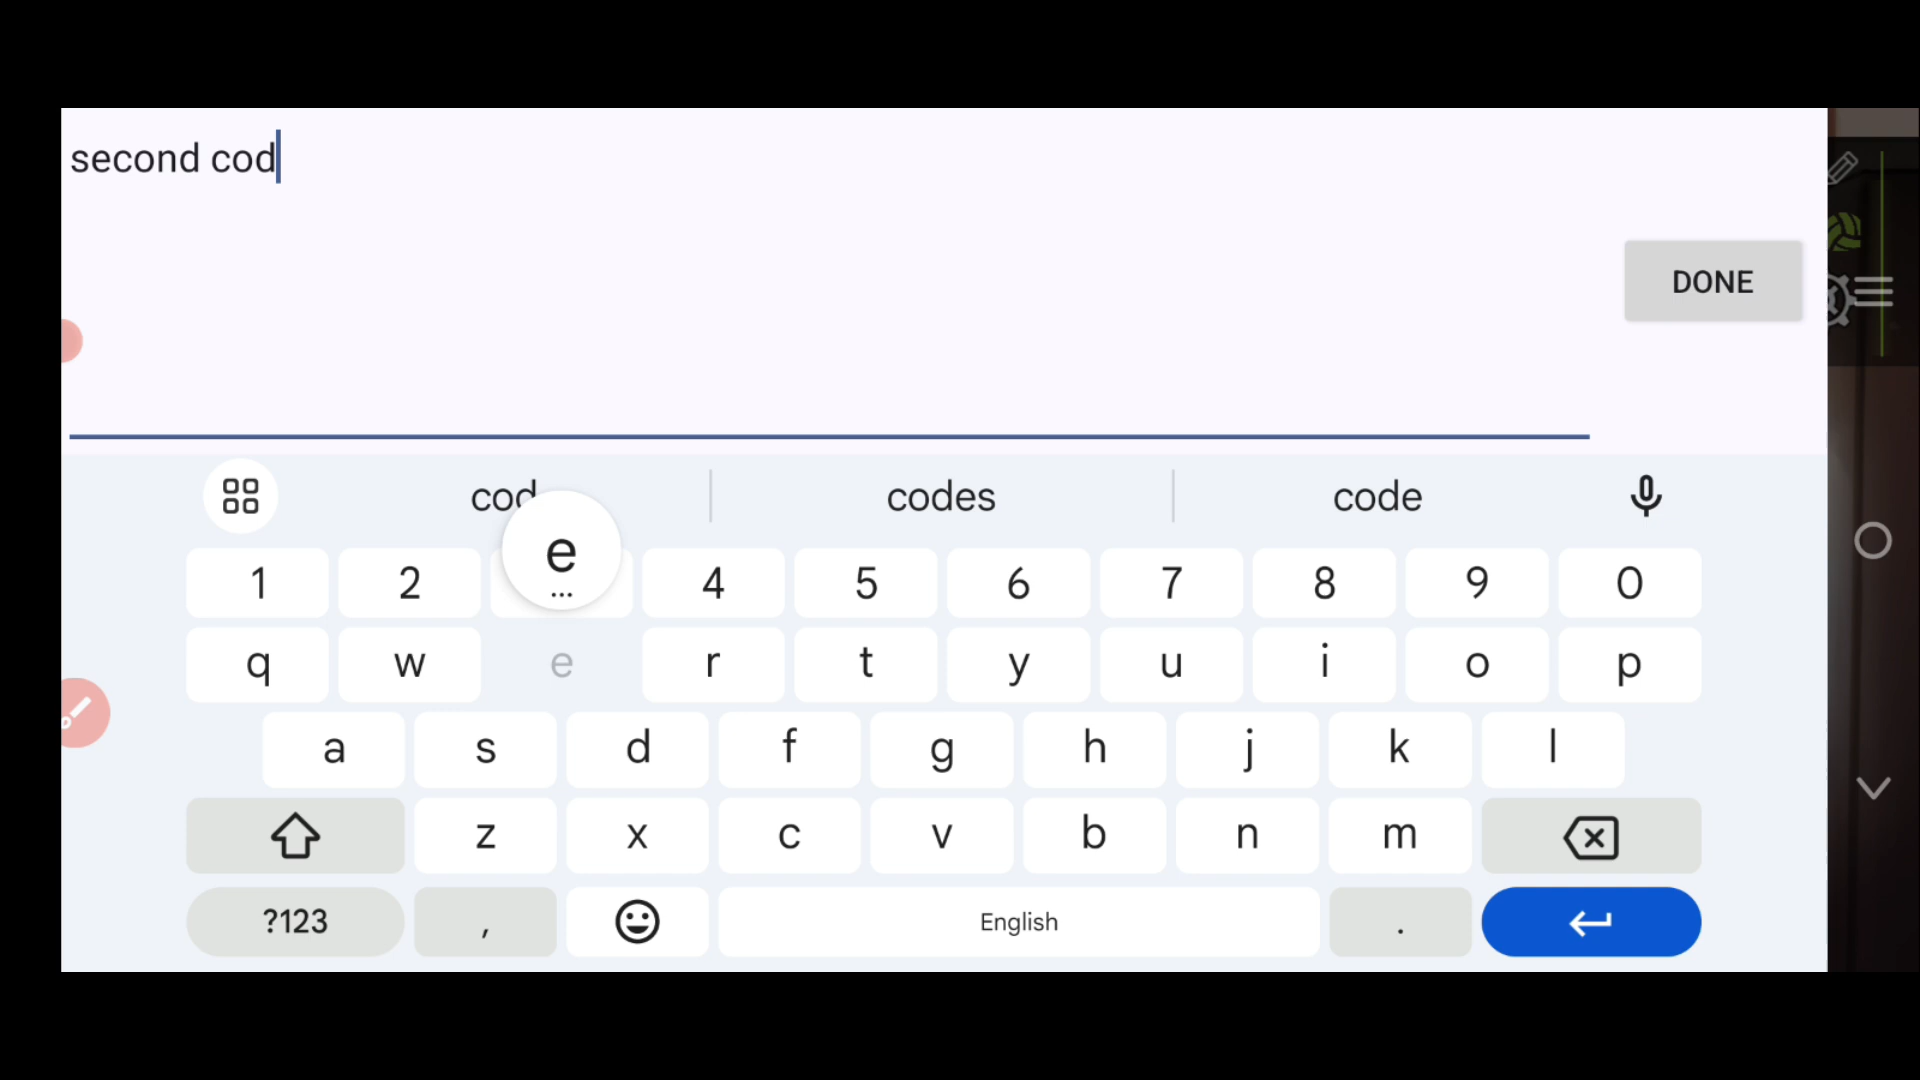 second cod
DONE
cod codes code
e
...
1 2 4 5 6 7 8 9 0
q w e r t y u i o p
a s d f g h j k l
z x c v b n m
?123 , English .